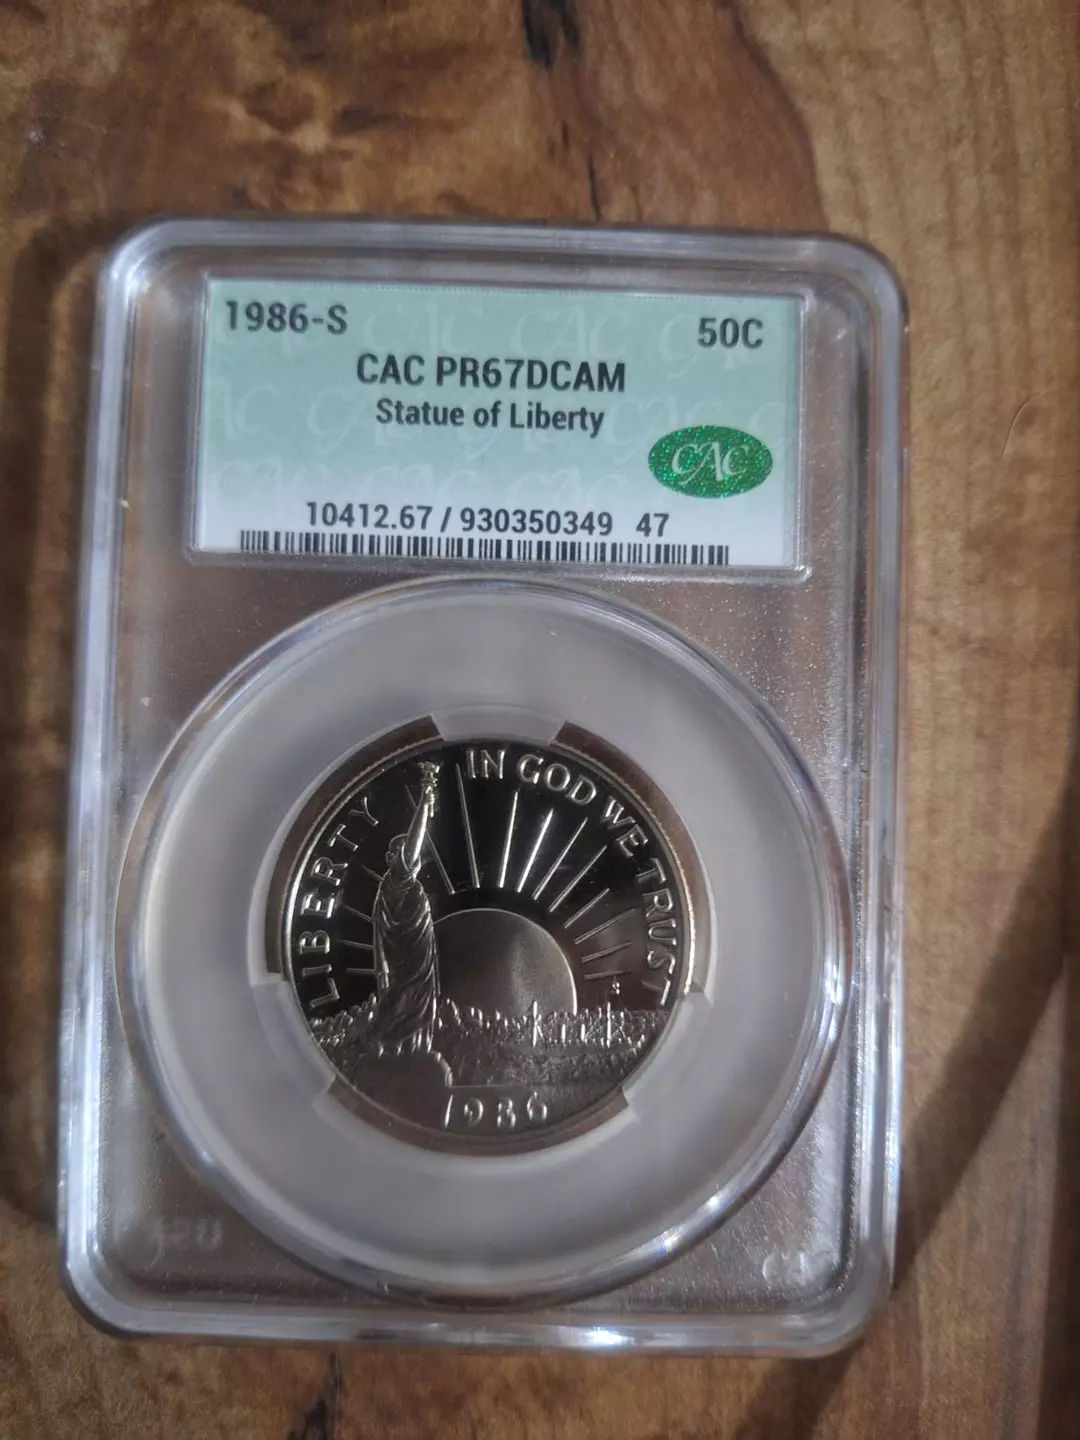 1986-S 50C
CAC PR67DCAM
Statue of Liberty
CAC
10412.67 / 930350349 47
LIBERTY
IN GOD WE TRUST
S
1986